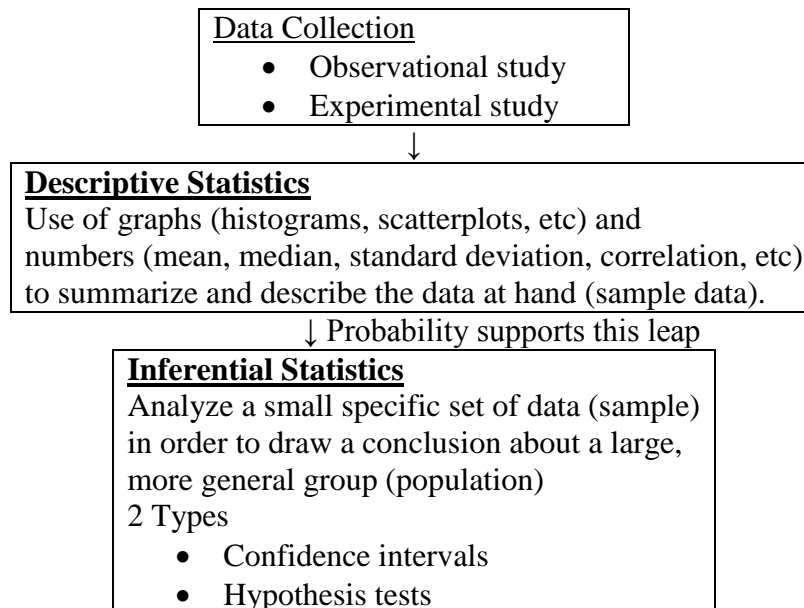 Data Collection
• Observational study
• Experimental study
↓
Descriptive Statistics
Use of graphs (histograms, scatterplots, etc) and
numbers (mean, median, standard deviation, correlation, etc)
to summarize and describe the data at hand (sample data).
↓ Probability supports this leap
Inferential Statistics
Analyze a small specific set of data (sample)
in order to draw a conclusion about a large,
more general group (population)
2 Types
• Confidence intervals
• Hypothesis tests